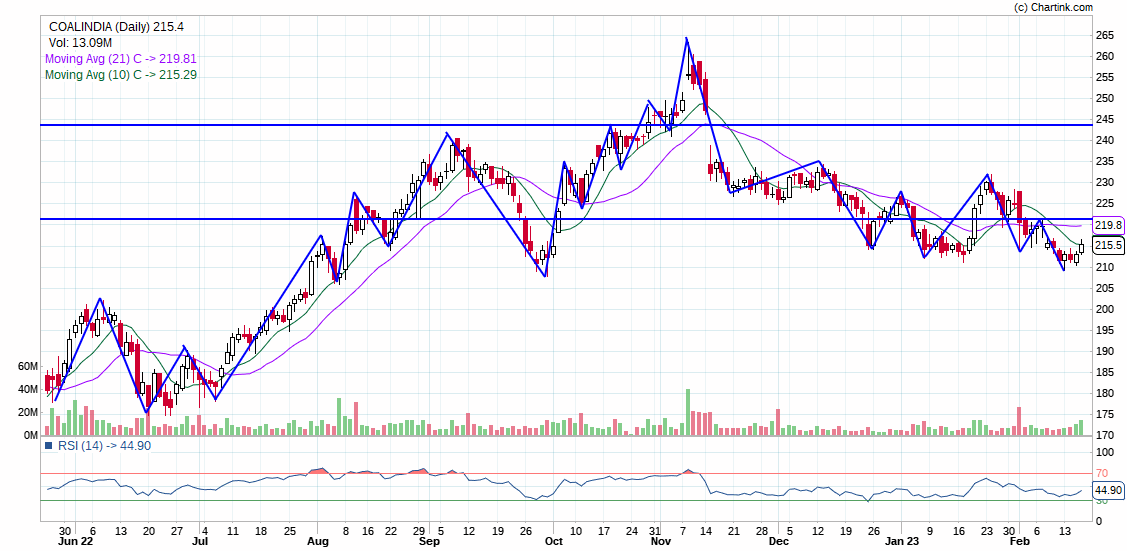 (c) Chartink.com
COALINDIA (Daily) 215.4
Vol: 13.09M
Moving Avg (21) C -> 219.81
Moving Avg (10) C -> 215.29
265
260
255
250
245
240
235
230
225
219.8
215.5
210
205
200
195
190
185
180
175
170
60M
40M
20M
0M
RSI (14) -> 44.90
100
70
44.90
30
0
30 6 13 20 27 4 11 18 25 8 16 22 29 5 12 19 26 10 17 24 31 7 14 21 28 5 12 19 26 2 9 16 23 30 6 13
Jun 22 Jul Aug Sep Oct Nov Dec Jan 23 Feb